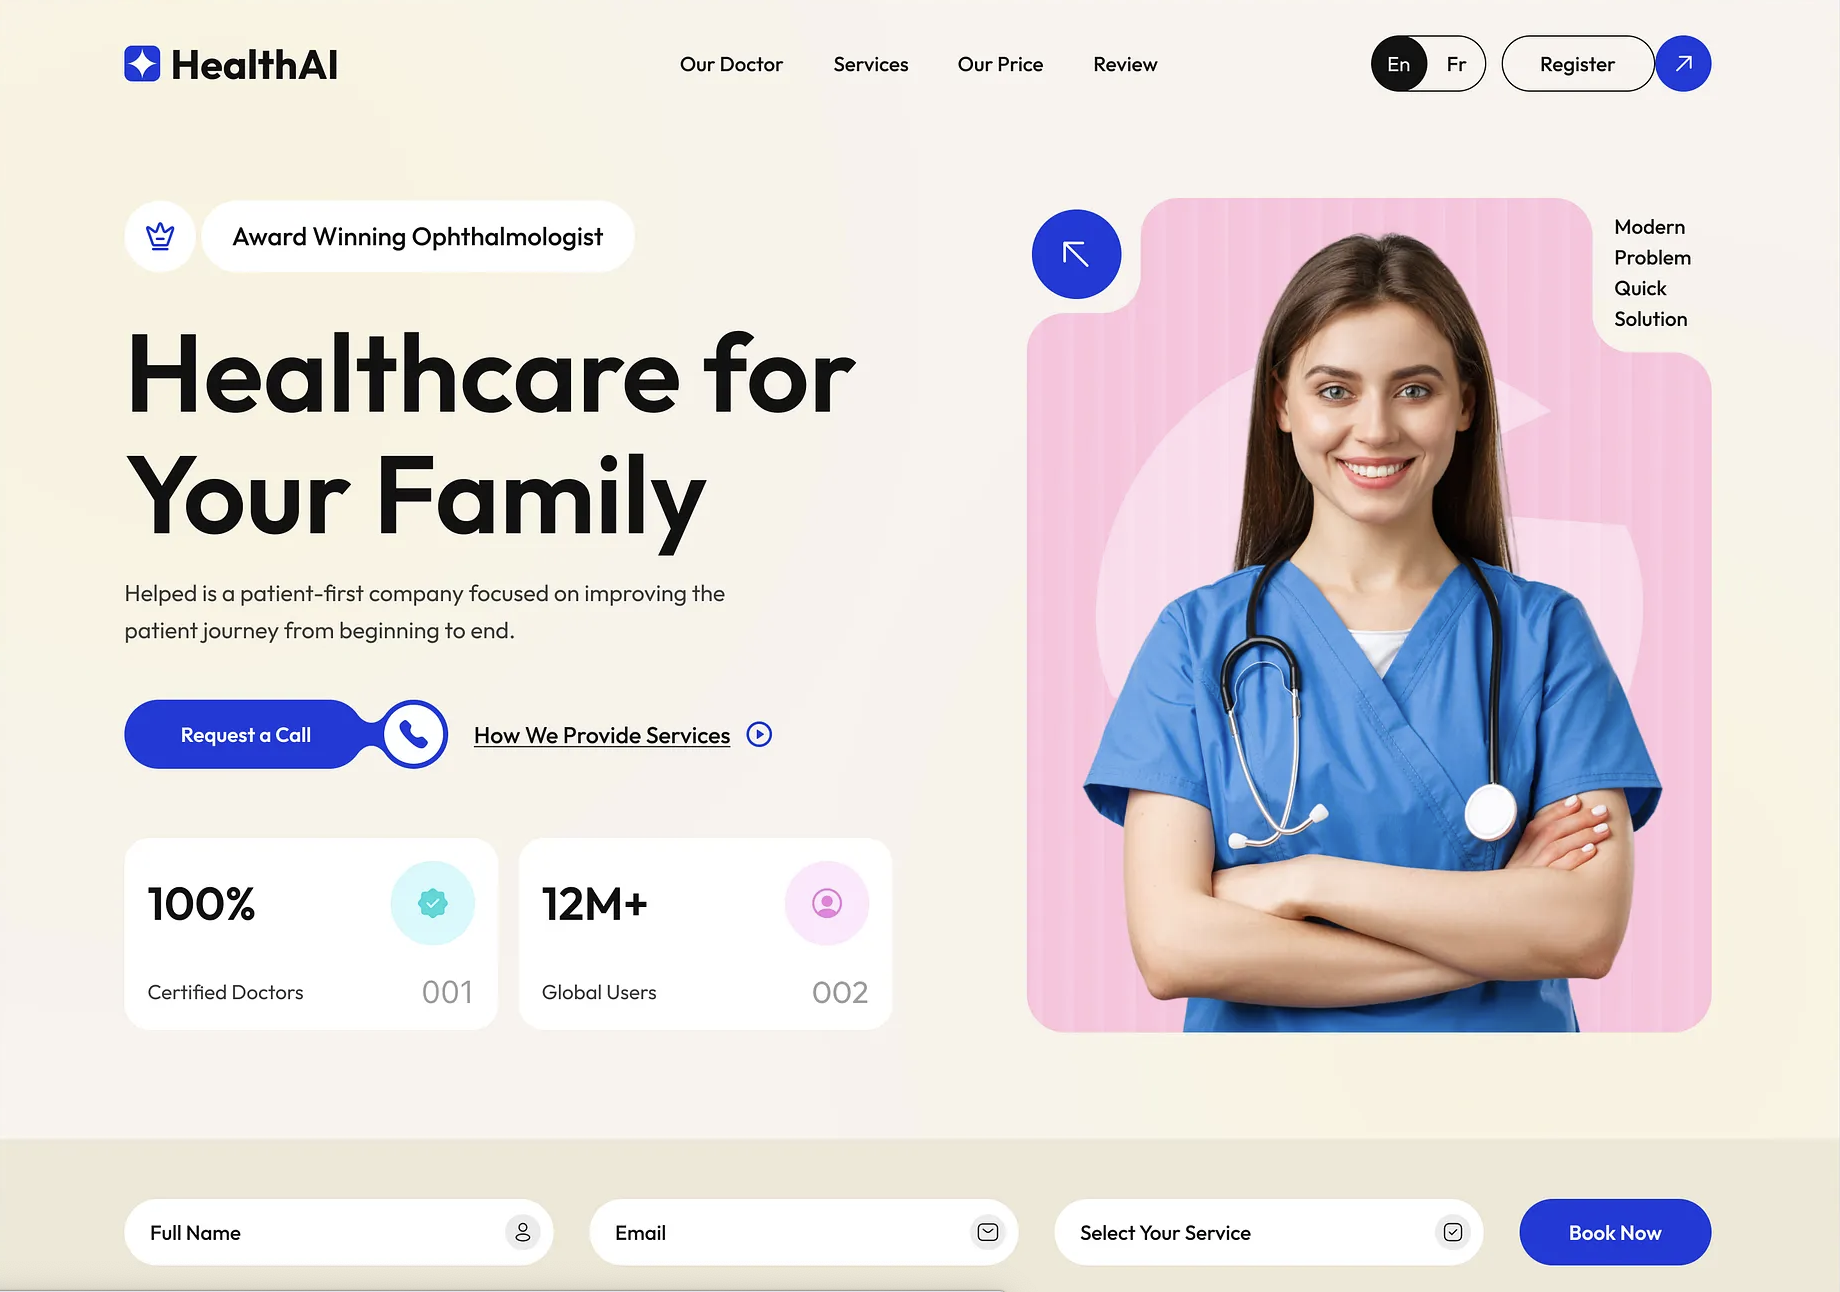 HealthAI
Our Doctor
Services
Our Price
Review
En
Fr
Register
Award Winning Ophthalmologist
Healthcare for
Your Family
Helped is a patient-first company focused on improving the
patient journey from beginning to end.
Request a Call
How We Provide Services
100%
Certified Doctors
001
12M+
Global Users
002
Modern
Problem
Quick
Solution
Full Name
Email
Select Your Service
Book Now